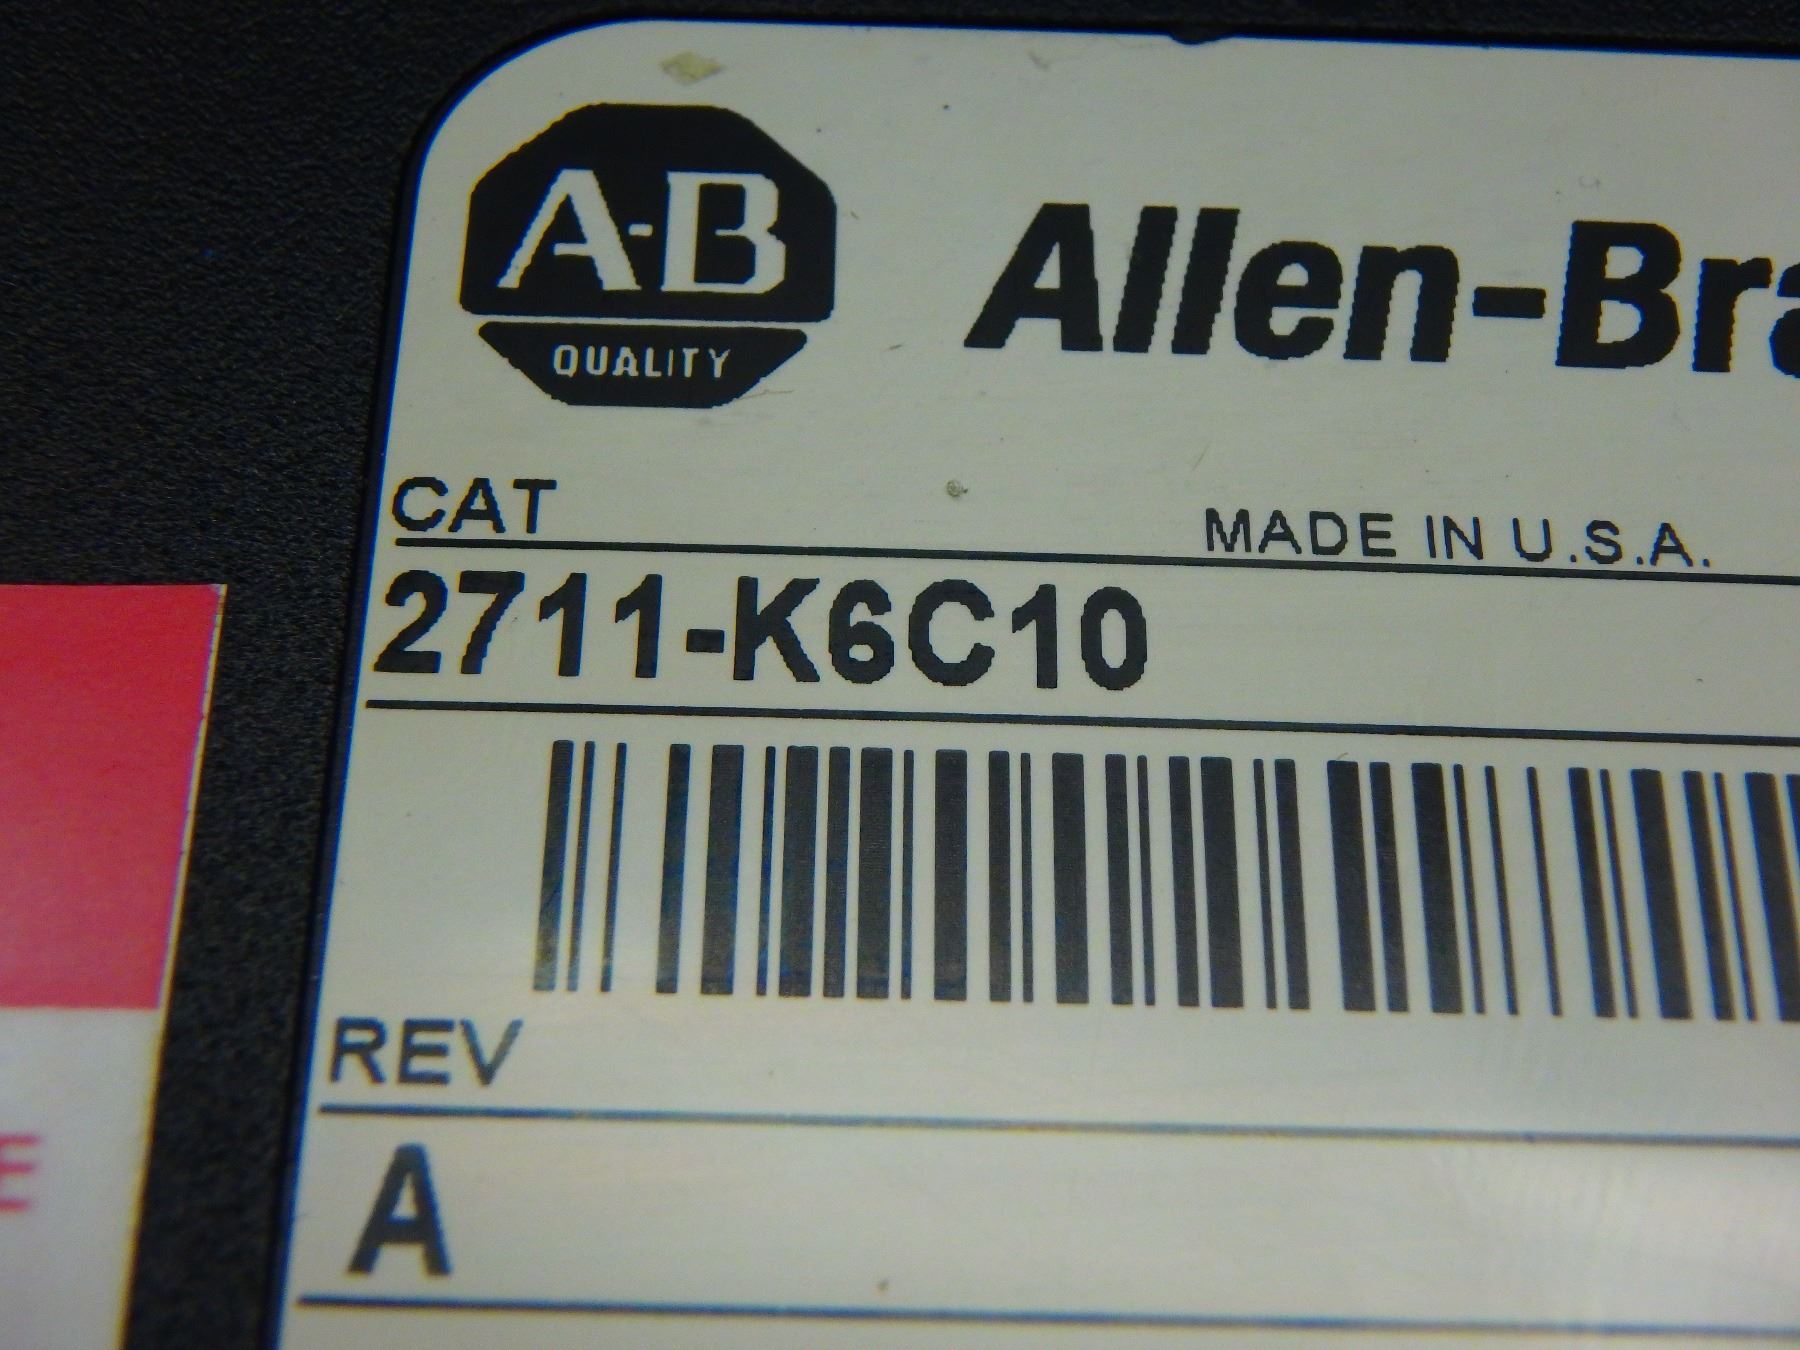 A-B
QUALITY
Allen-Bra
CAT
MADE IN U.S.A.
2711-K6C10
REV
A
E